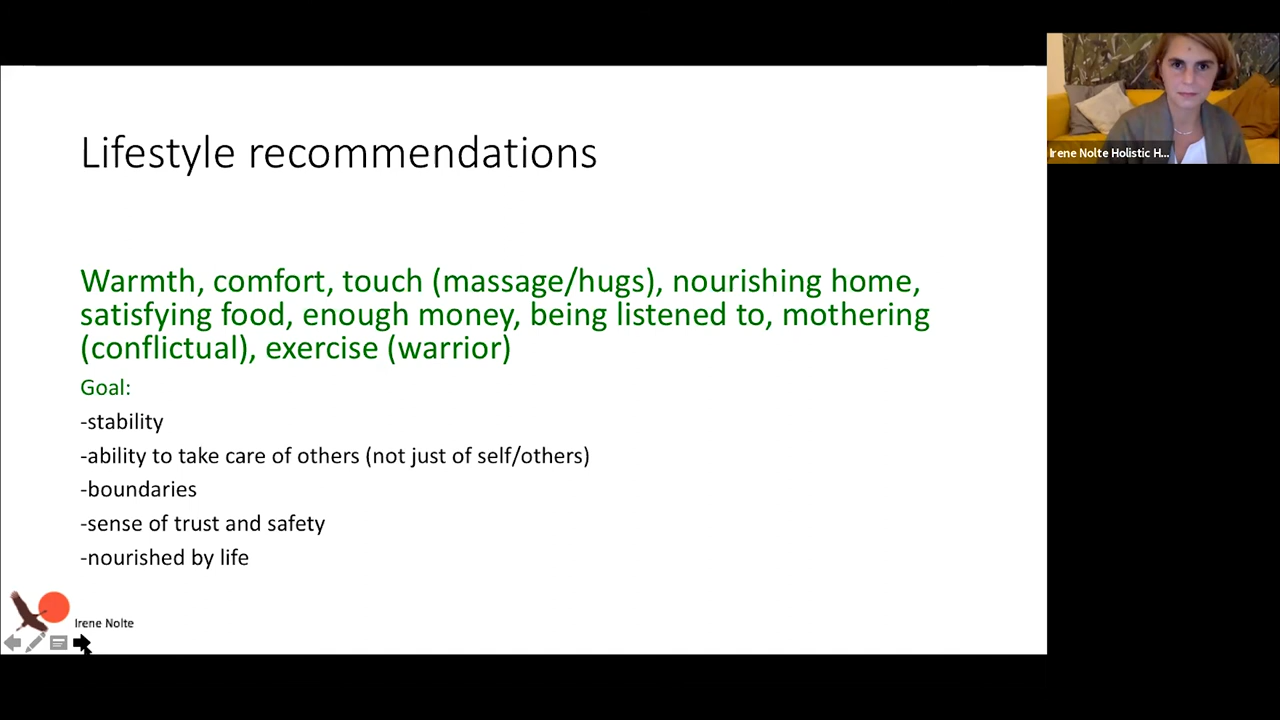 Lifestyle recommendations
Irene Nolte Holistic H...
Warmth, comfort, touch (massage/hugs), nourishing home,
satisfying food, enough money, being listened to, mothering
(conflictual), exercise (warrior)
Goal:
-stability
-ability to take care of others (not just of self/others)
-boundaries
-sense of trust and safety
-nourished by life
Irene Nolte